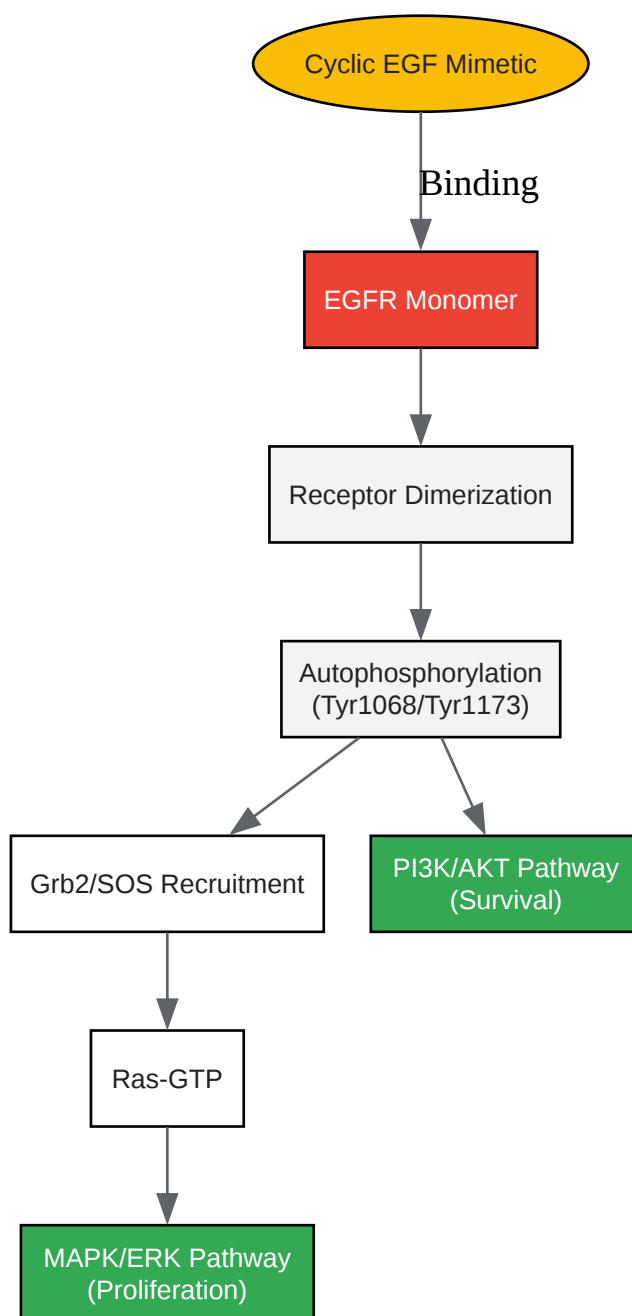 Cyclic EGF Mimetic
Binding
EGFR Monomer
Receptor Dimerization
Autophosphorylation
(Tyr1068/Tyr1173)
Grb2/SOS Recruitment
PI3K/AKT Pathway
(Survival)
Ras-GTP
MAPK/ERK Pathway
(Proliferation)